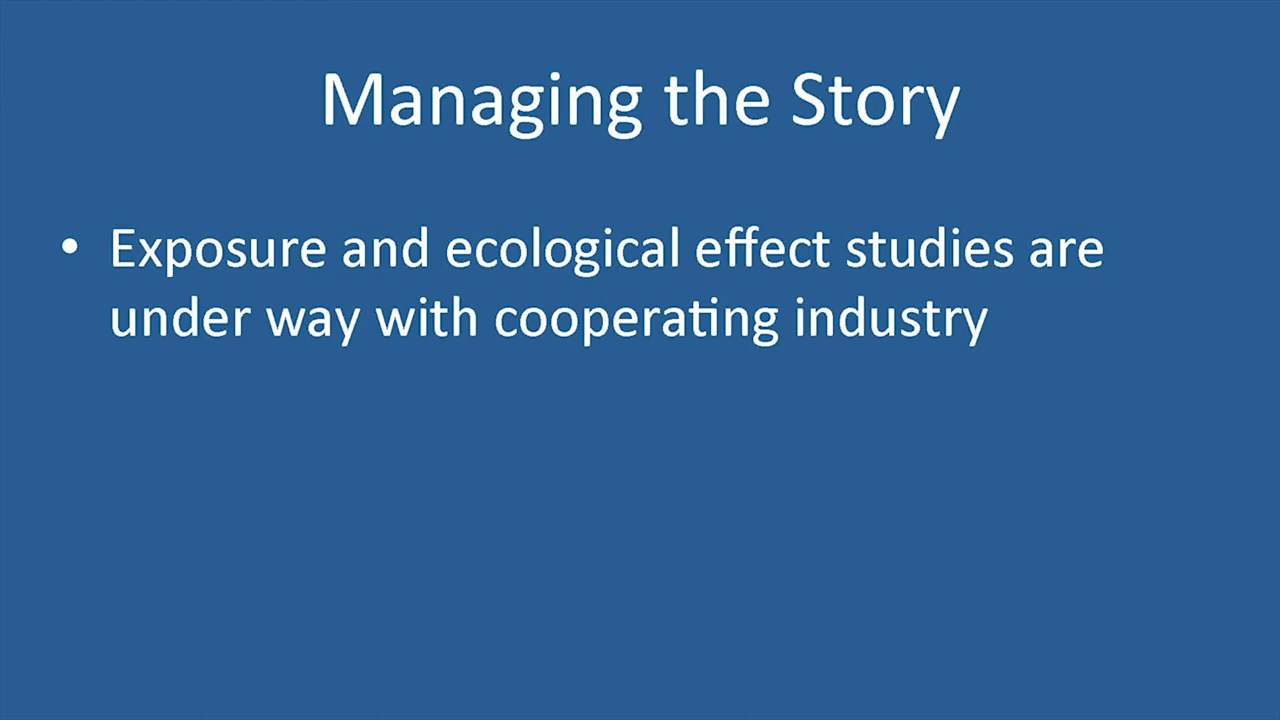 Managing the Story
• Exposure and ecological effect studies are
under way with cooperating industry